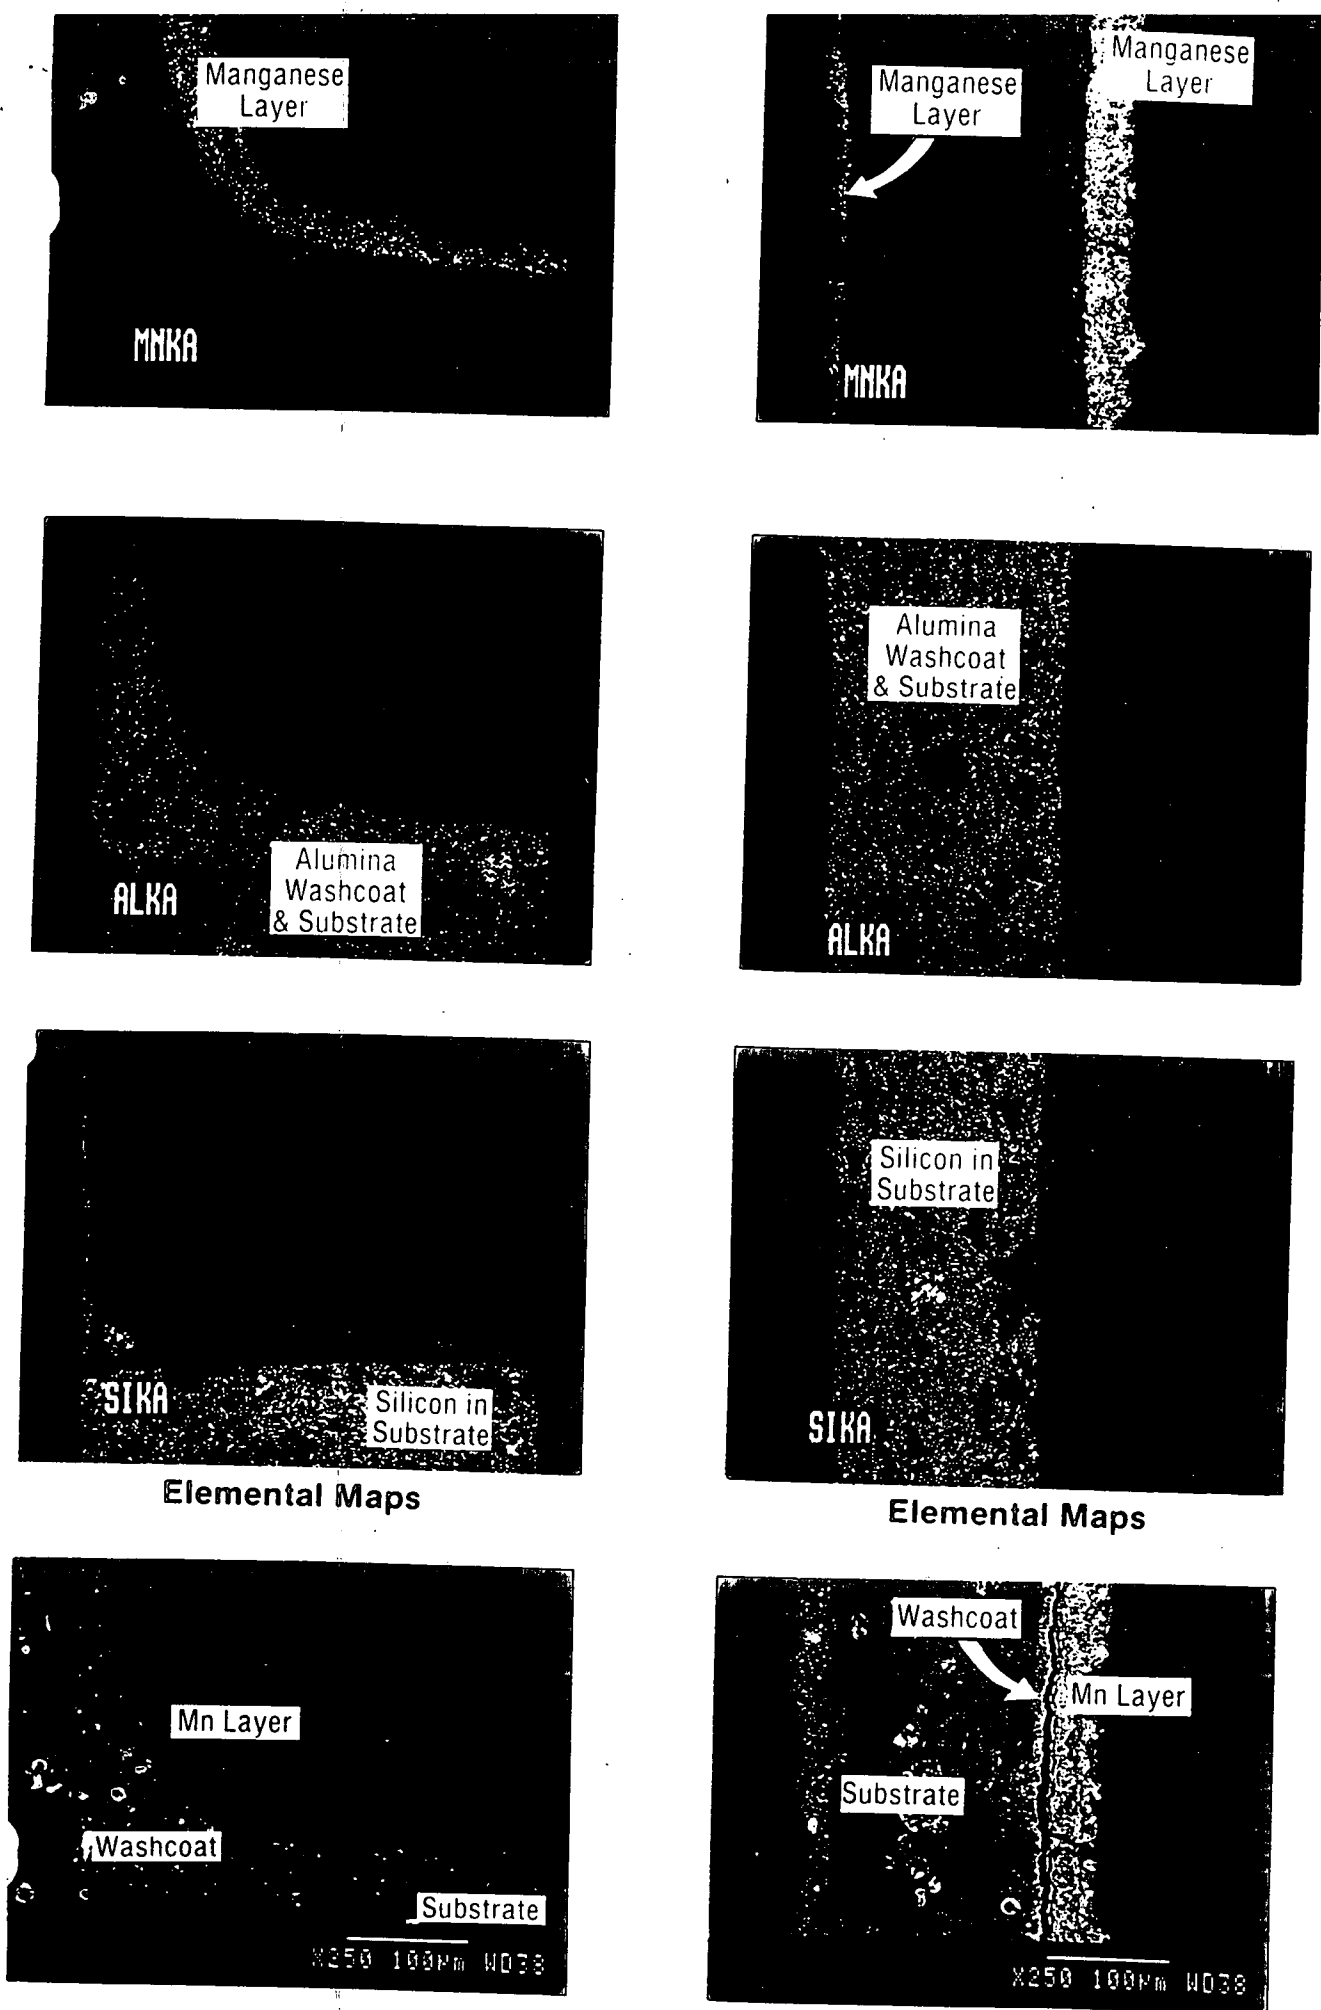 Manganese
Layer
MNKA
Manganese
Layer
Manganese
Layer
MNKA
Alumina
Washcoat
& Substrate
ALKA
Alumina
Washcoat
& Substrate
ALKA
Silicon in
Substrate
SIKA
Elemental Maps
Silicon in
Substrate
SIKA
Elemental Maps
Mn Layer
Washcoat
Substrate
X250 100µm WD38
Washcoat
Mn Layer
Substrate
X250 100µm WD38